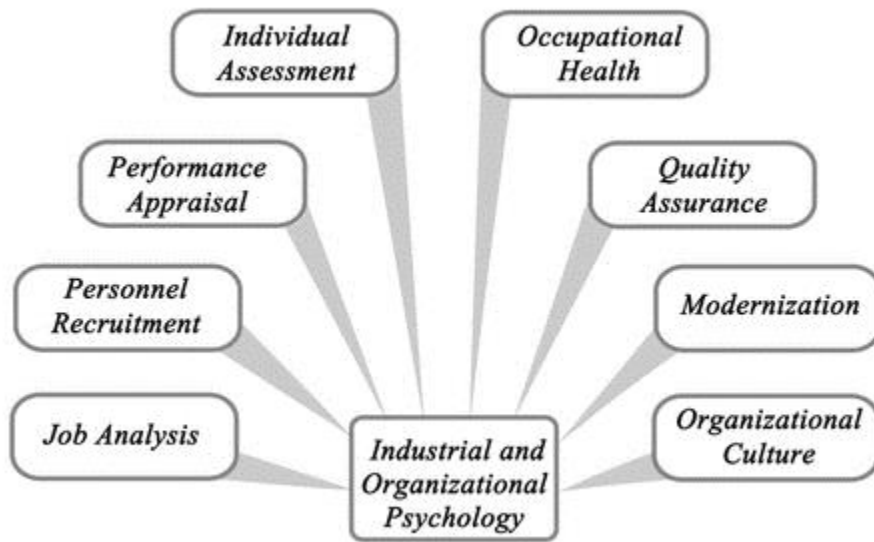 Individual
Assessment
Occupational
Health
Performance
Appraisal
Quality
Assurance
Personnel
Recruitment
Modernization
Job Analysis
Organizational
Culture
Industrial and
Organizational
Psychology